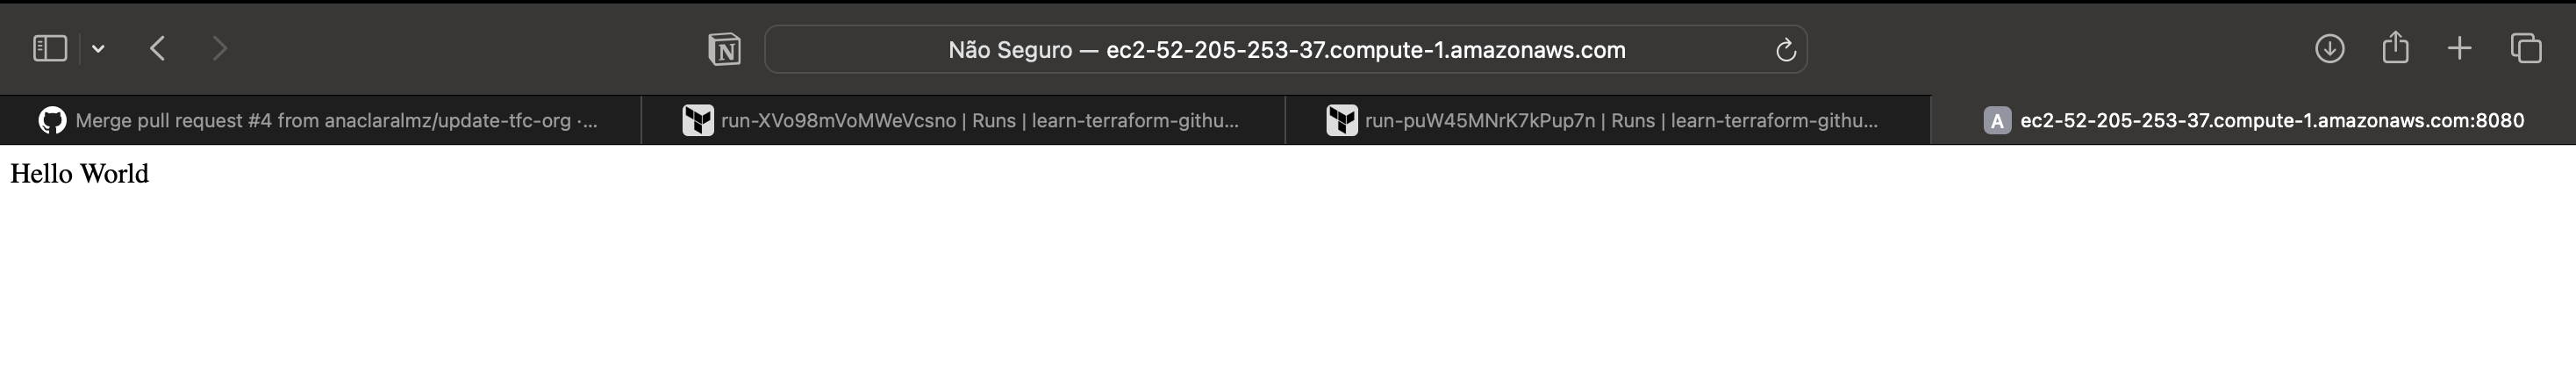 Não Seguro — ec2-52-205-253-37.compute-1.amazonaws.com
Merge pull request #4 from anaclaralmz/update-tfc-org ·...
run-XVo98mVoMWeVcsno | Runs | learn-terraform-githu...
run-puW45MNrK7kPup7n | Runs | learn-terraform-githu...
A ec2-52-205-253-37.compute-1.amazonaws.com:8080
Hello World